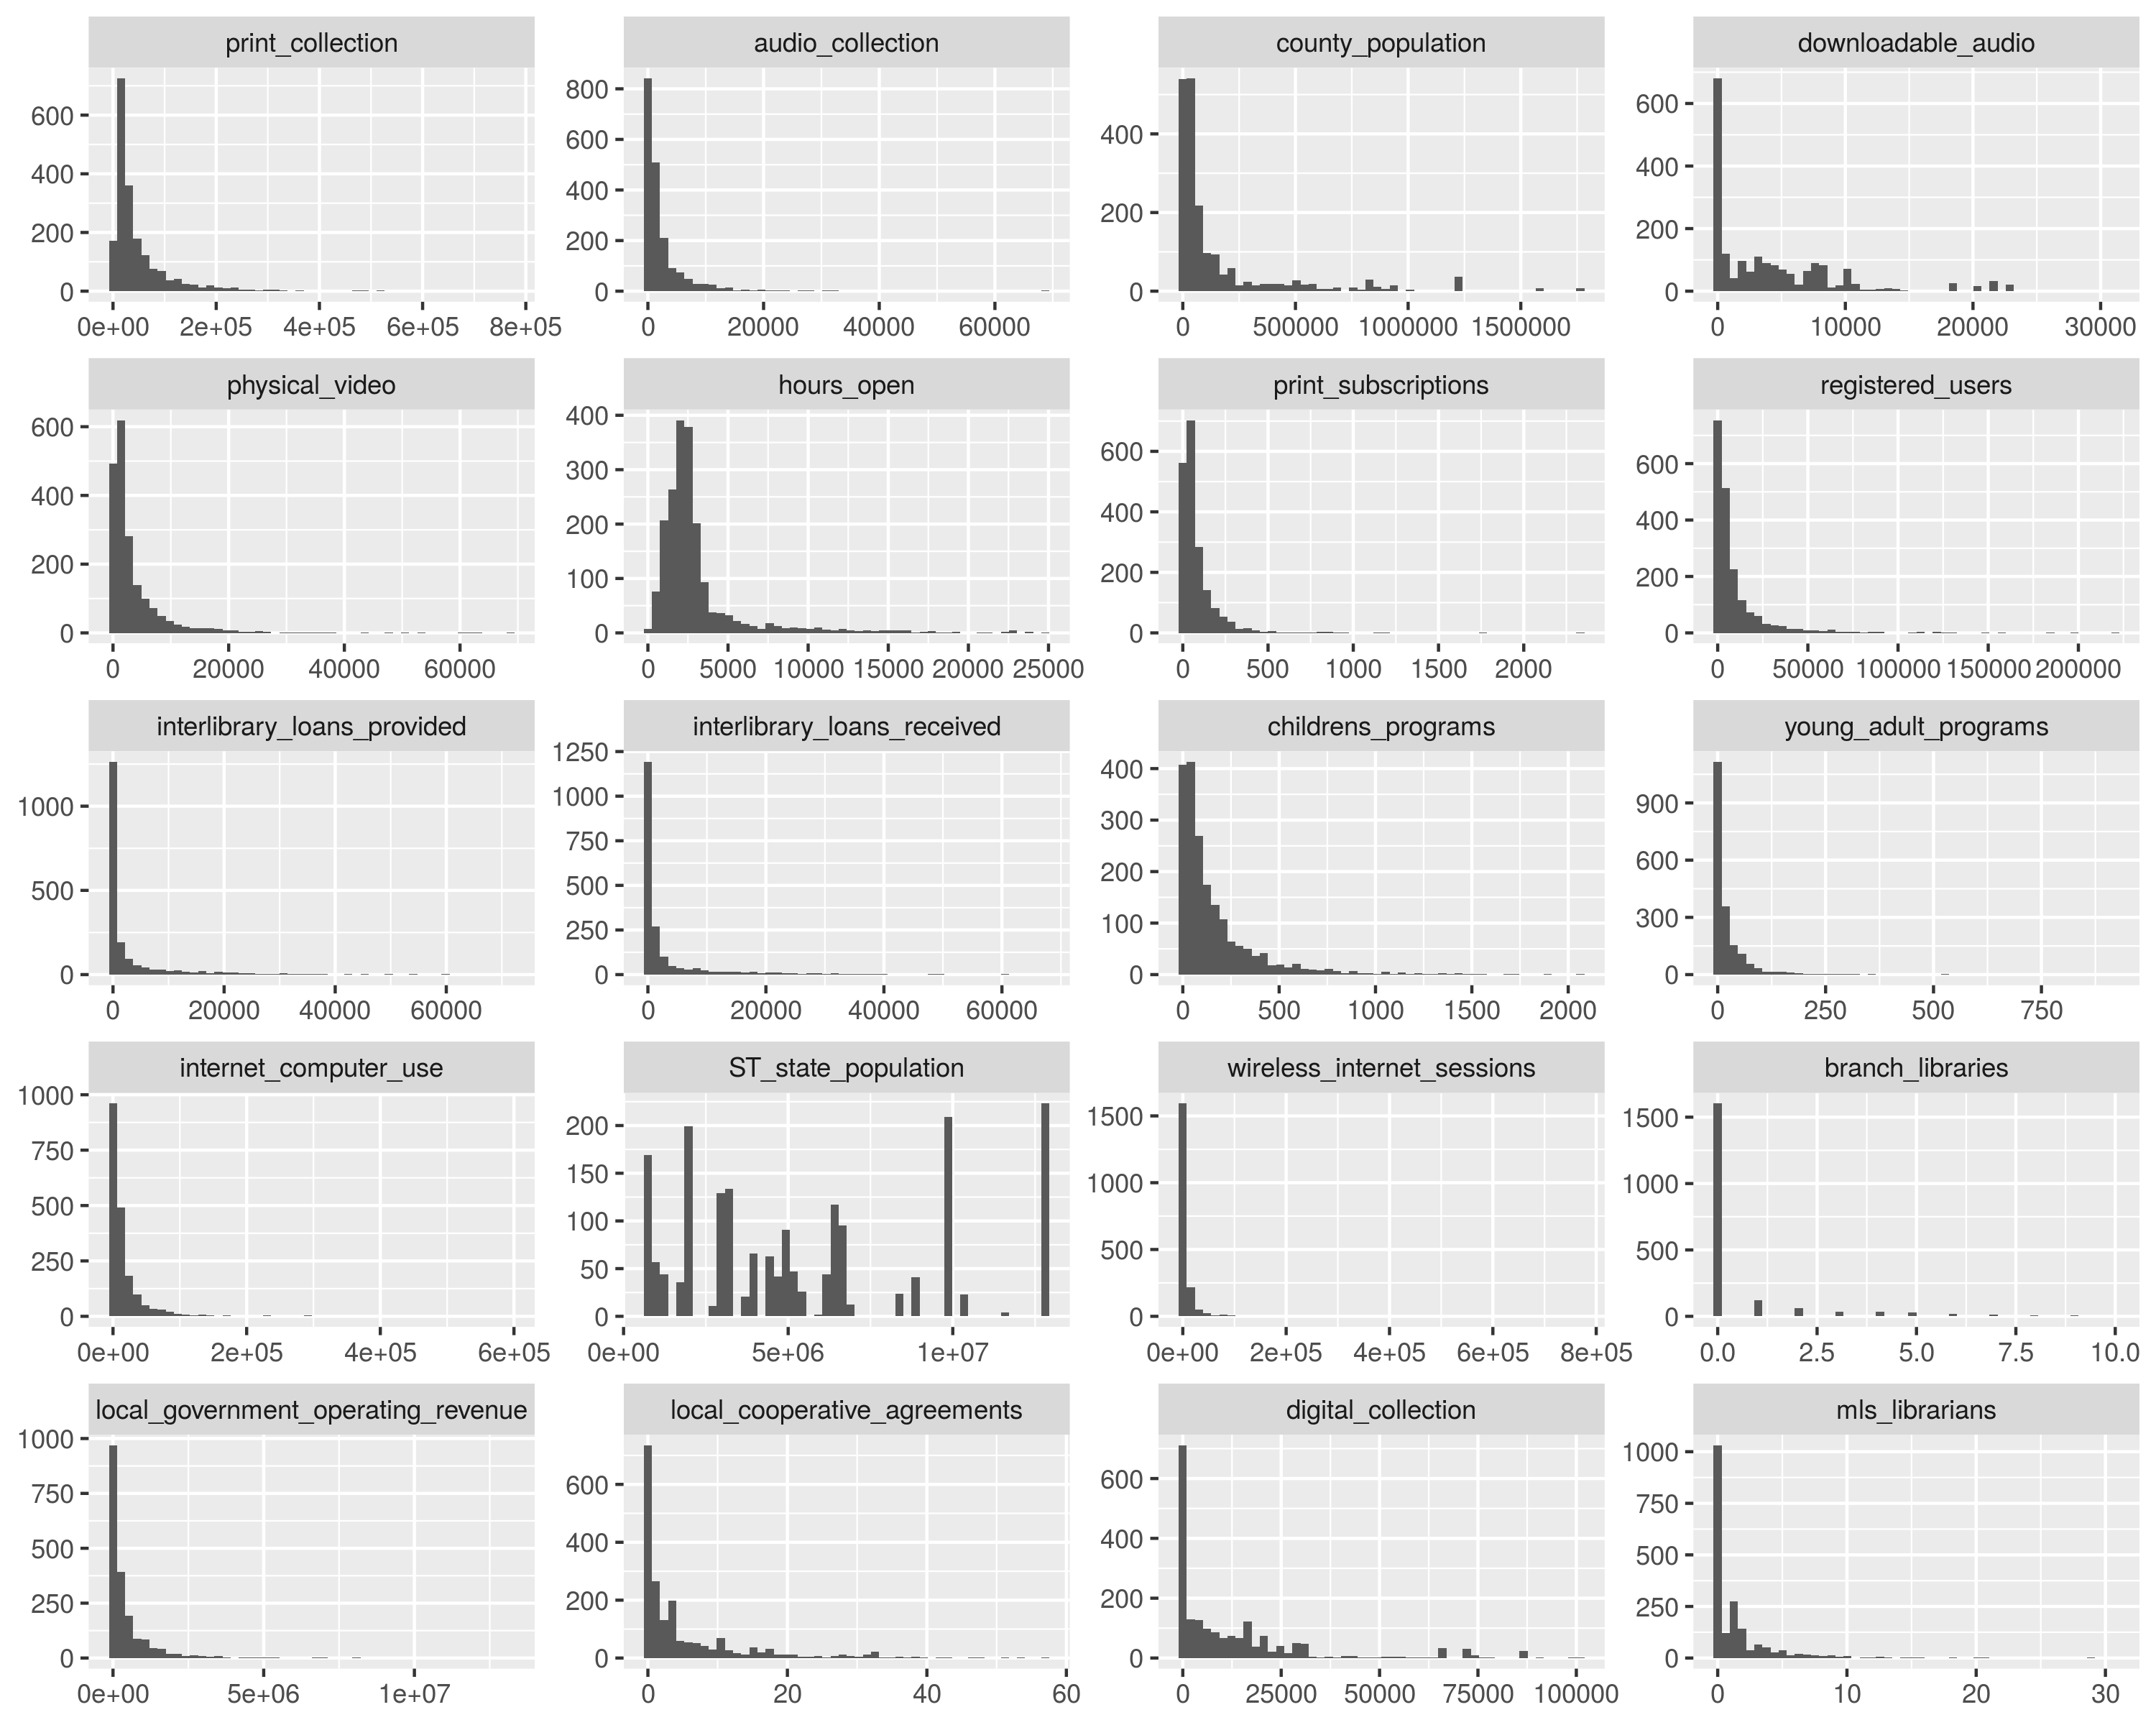 print_collection
600
400
200
0
0e+00 2e+05 4e+05 6e+05 8e+05
audio_collection
800
600
400
200
0
0 20000 40000 60000
county_population
400
200
0
0 500000 1000000 1500000
downloadable_audio
600
400
200
0
0 10000 20000 30000
physical_video
600
400
200
0
0 20000 40000 60000
hours_open
400
300
200
100
0
0 5000 10000 15000 20000 25000
print_subscriptions
600
400
200
0
0 500 1000 1500 2000
registered_users
600
400
200
0
0 50000 100000 150000 200000
interlibrary_loans_provided
1000
500
0
0 20000 40000 60000
interlibrary_loans_received
1250
1000
750
500
250
0
0 20000 40000 60000
childrens_programs
400
300
200
100
0
0 500 1000 1500 2000
young_adult_programs
900
600
300
0
0 250 500 750
internet_computer_use
1000
750
500
250
0
0e+00 2e+05 4e+05 6e+05
ST_state_population
200
150
100
50
0
0e+00 5e+06 1e+07
wireless_internet_sessions
1500
1000
500
0
0e+00 2e+05 4e+05 6e+05 8e+05
branch_libraries
1500
1000
500
0
0.0 2.5 5.0 7.5 10.0
local_government_operating_revenue
1000
750
500
250
0
0e+00 5e+06 1e+07
local_cooperative_agreements
600
400
200
0
0 20 40 60
digital_collection
600
400
200
0
0 25000 50000 75000 100000
mls_librarians
1000
750
500
250
0
0 10 20 30